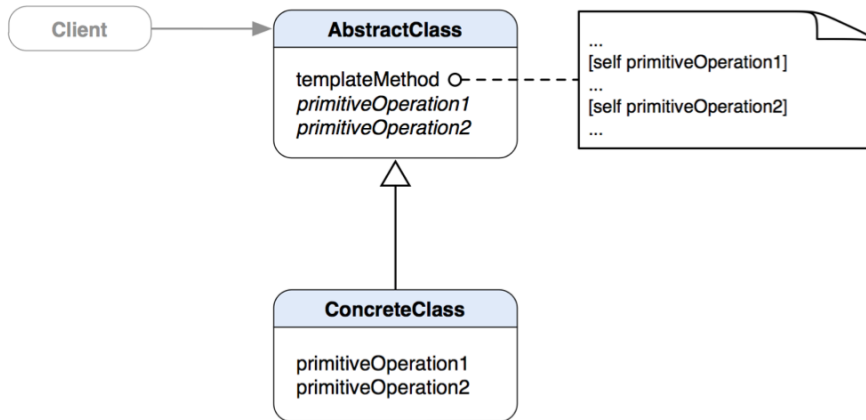 Client
AbstractClass
templateMethod
primitiveOperation1
primitiveOperation2
...
[self primitiveOperation1]
...
[self primitiveOperation2]
...
ConcreteClass
primitiveOperation1
primitiveOperation2